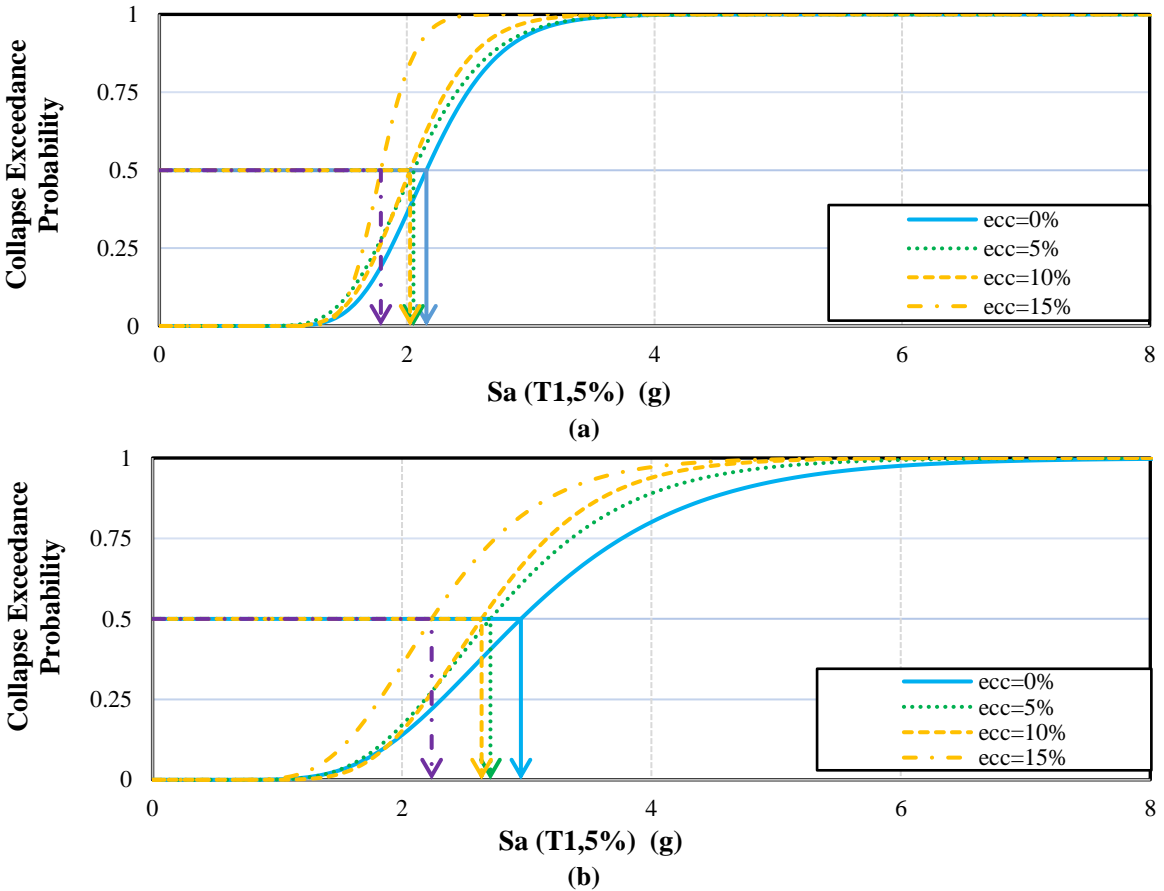 1
0.75
0.5
0.25
0
Collapse Exceedance
Probability
ecc=0%
ecc=5%
ecc=10%
ecc=15%
0 2 4 6 8
Sa (T1,5%) (g)
(a)
1
0.75
0.5
0.25
0
Collapse Exceedance
Probability
ecc=0%
ecc=5%
ecc=10%
ecc=15%
0 2 4 6 8
Sa (T1,5%) (g)
(b)